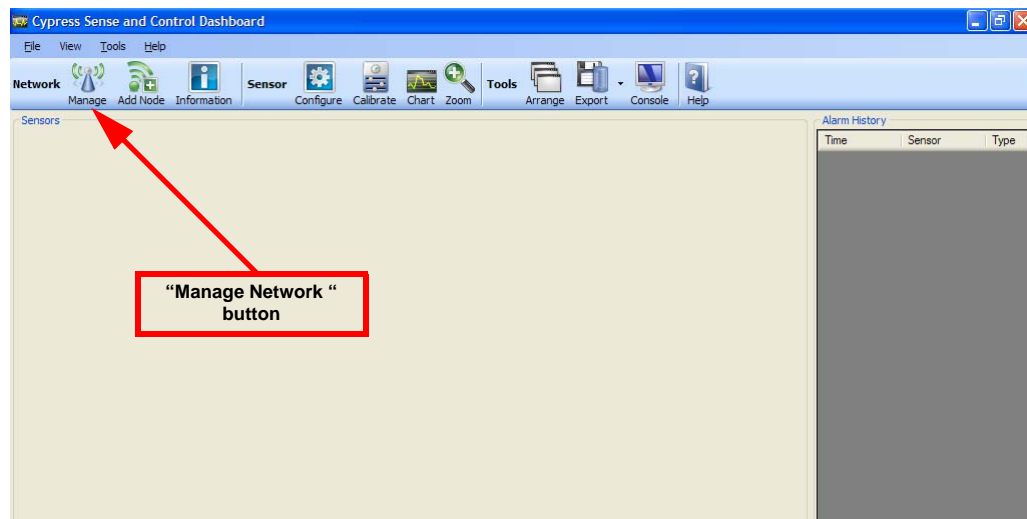 Cypress Sense and Control Dashboard
File View Tools Help
Network Manage Add Node Information Sensor Configure Calibrate Chart Zoom Tools Arrange Export Console Help
Sensors
Alarm History
Time Sensor Type
“Manage Network “
button